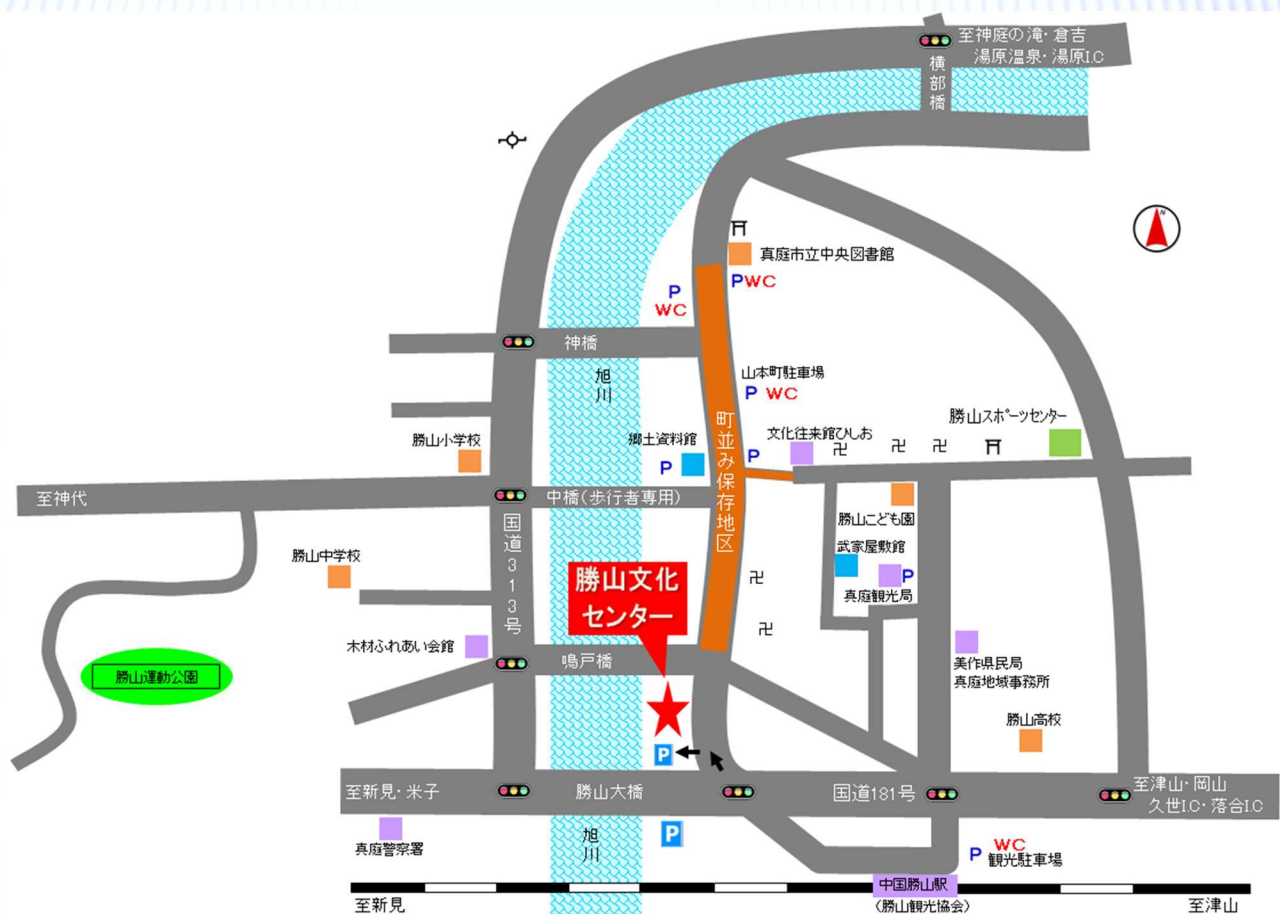 至神庭の滝・倉吉
湯原温泉・湯原I.C
横部橋
N
真庭市立中央図書館
P WC
P
WC
神橋
旭川
山本町駐車場
P WC
町並み保存地区
勝山スポーツセンター
文化往来館ひしお
郷土資料館
P
P
勝山小学校
至神代
中橋(歩行者専用)
国道313号
勝山こども園
武家屋敷館
P
真庭観光局
勝山中学校
勝山文化
センター
木材ふれあい会館
鳴戸橋
勝山運動公園
美作県民局
真庭地域事務所
勝山高校
P
至新見・米子
勝山大橋
国道181号
至津山・岡山
久世I.C・落合I.C
真庭警察署
旭川
P
P WC
観光駐車場
中国勝山駅
(勝山観光協会)
至新見
至津山